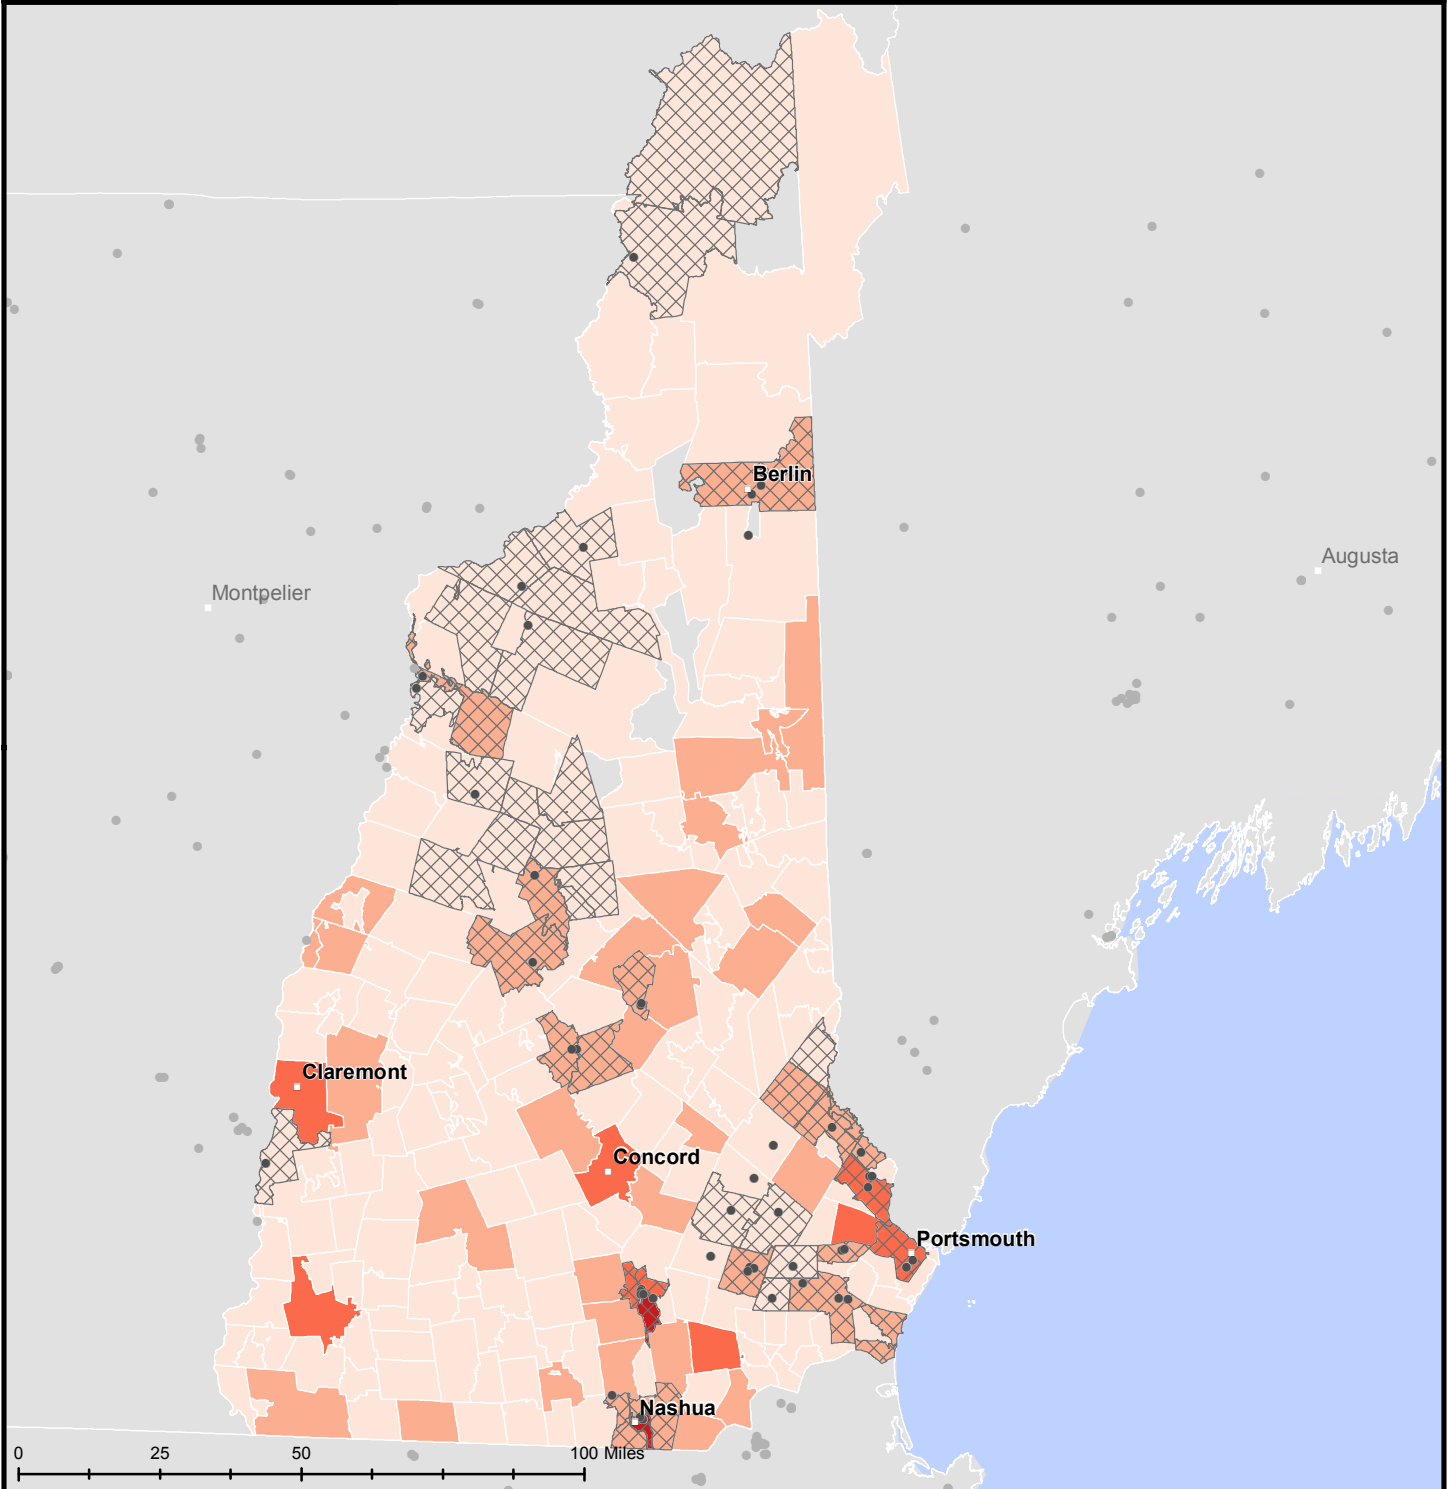 Berlin
Augusta
Montpelier
Claremont
Concord
Portsmouth
Nashua
0 25 50 100 Miles